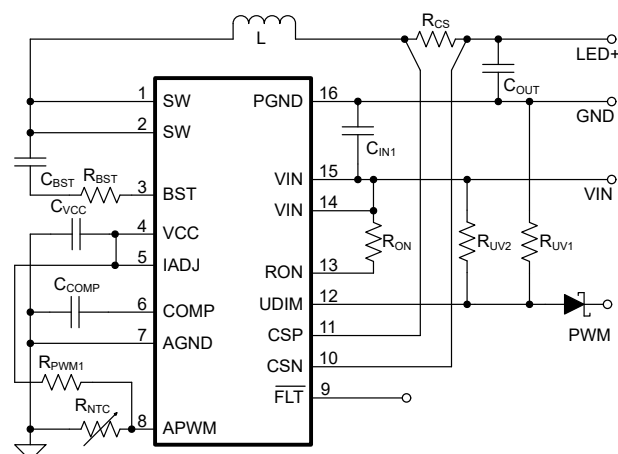 L
RCS
LED+
COUT
1 SW
PGND 16
GND
2 SW
CIN1
CBST
RBST
VIN 15
VIN
3 BST
VIN 14
CVCC
4 VCC
RON
RUV2
RUV1
5 IADJ
RON 13
CCOMP
6 COMP
UDIM 12
7 AGND
CSP 11
PWM
RPWM1
CSN 10
RNTC
FLT 9
8 APWM